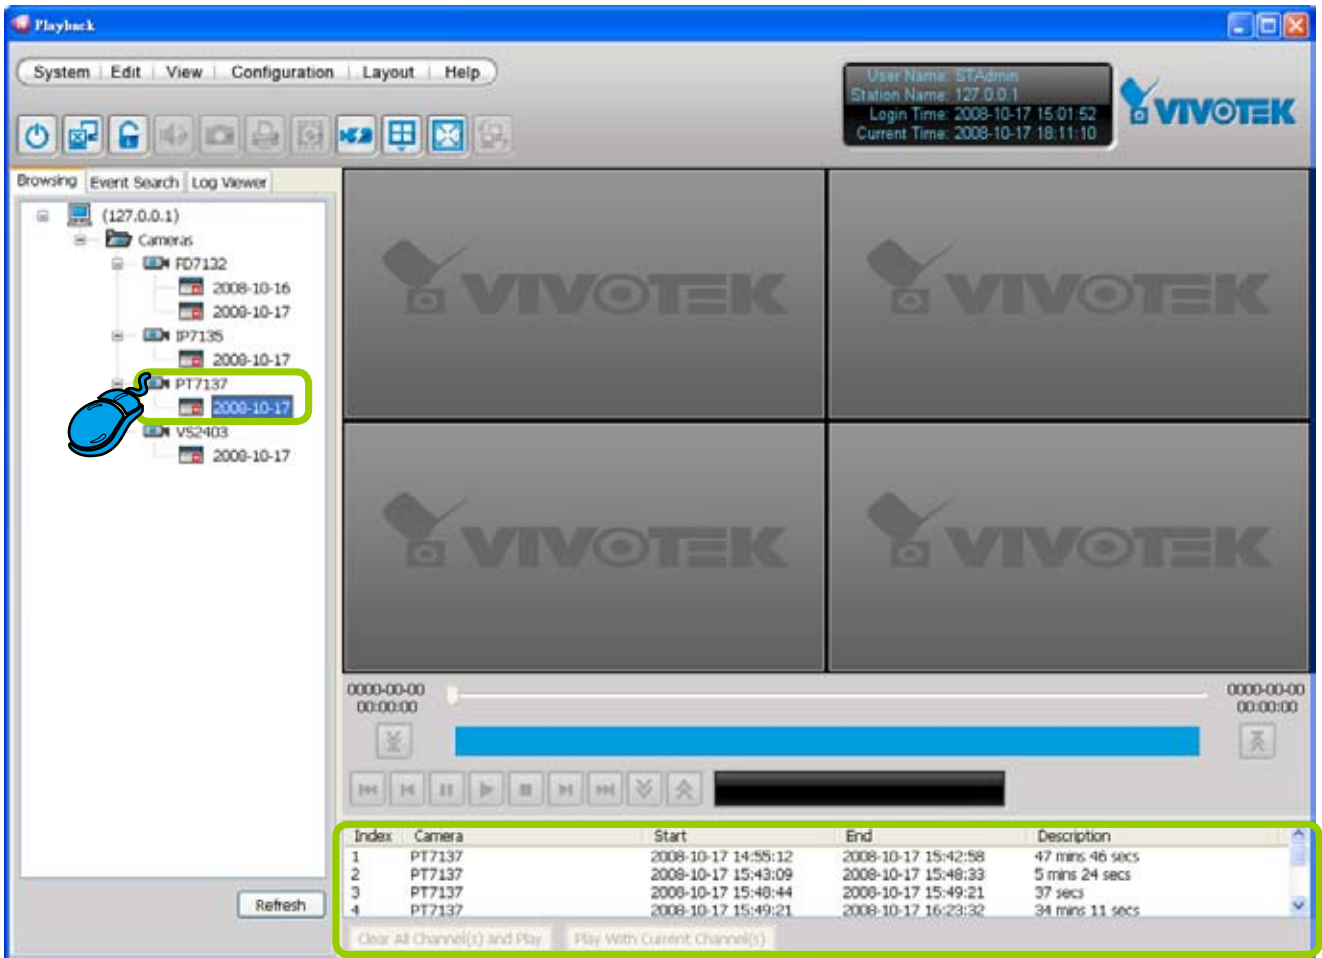 Playback
System Edit View Configuration Layout Help
User Name: STAdmin
Station Name: 127.0.0.1
Login Time: 2008-10-17 15:01:52
Current Time: 2008-10-17 18:11:10
VIVOTEK
Browsing Event Search Log Viewer
(127.0.0.1)
Cameras
FD7132
2008-10-16
2008-10-17
IP7135
2008-10-17
PT7137
2008-10-17
VS2403
2008-10-17
VIVOTEK VIVOTEK
VIVOTEK VIVOTEK
0000-00-00 0000-00-00
00:00:00 00:00:00
Index Camera Start End Description
1 PT7137 2008-10-17 14:55:12 2008-10-17 15:42:58 47 mins 46 secs
2 PT7137 2008-10-17 15:43:09 2008-10-17 15:48:33 5 mins 24 secs
3 PT7137 2008-10-17 15:48:44 2008-10-17 15:49:21 37 secs
4 PT7137 2008-10-17 15:49:21 2008-10-17 16:23:32 34 mins 11 secs
Refresh
Clear All Channel(s) and Play Play With Current Channel(s)